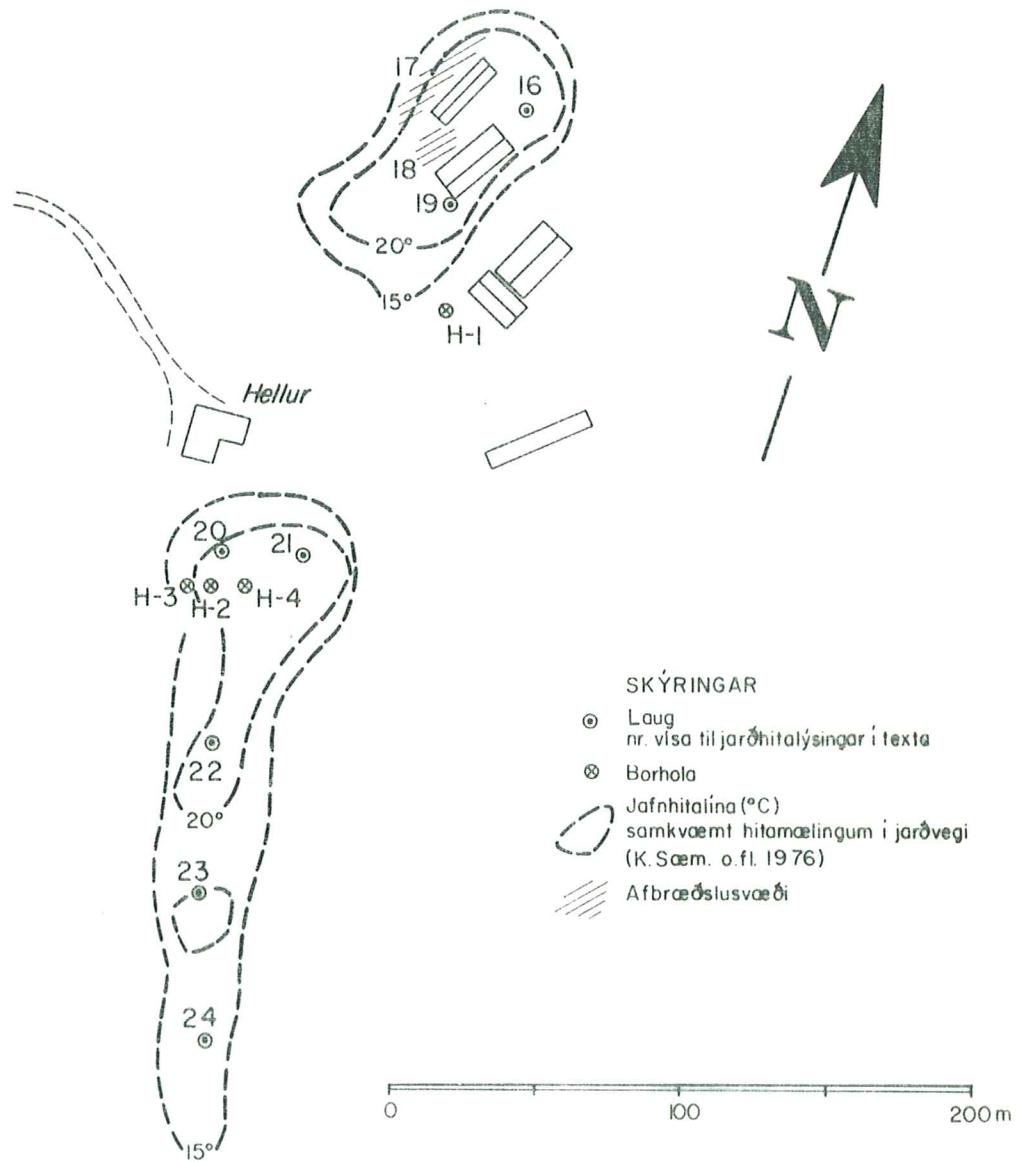 17
16
18
19
20°
15°
H-1
N
Hellur
20
21
H-3
H-2
H-4
22
20°
23
24
15°
SKÝRINGAR
Laug
nr. vísa til jarðhitalýsingar í texta
Borhola
Jafnhitalína (°C)
samkvæmt hitamælingum í jarðvegi
(K. Sæm. o.fl. 1976)
Afbræðslusvæði
0 100 200 m